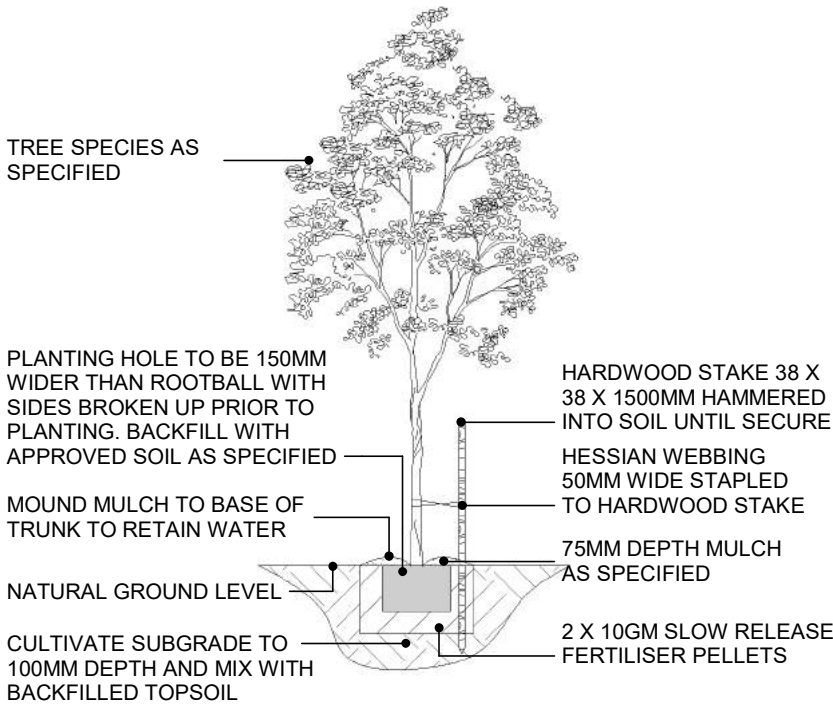 TREE SPECIES AS
SPECIFIED
PLANTING HOLE TO BE 150MM
WIDER THAN ROOTBALL WITH
SIDES BROKEN UP PRIOR TO
PLANTING. BACKFILL WITH
APPROVED SOIL AS SPECIFIED
MOUND MULCH TO BASE OF
TRUNK TO RETAIN WATER
NATURAL GROUND LEVEL
CULTIVATE SUBGRADE TO
100MM DEPTH AND MIX WITH
BACKFILLED TOPSOIL
HARDWOOD STAKE 38 X
38 X 1500MM HAMMERED
INTO SOIL UNTIL SECURE
HESSIAN WEBBING
50MM WIDE STAPLED
TO HARDWOOD STAKE
75MM DEPTH MULCH
AS SPECIFIED
2 X 10GM SLOW RELEASE
FERTILISER PELLETS